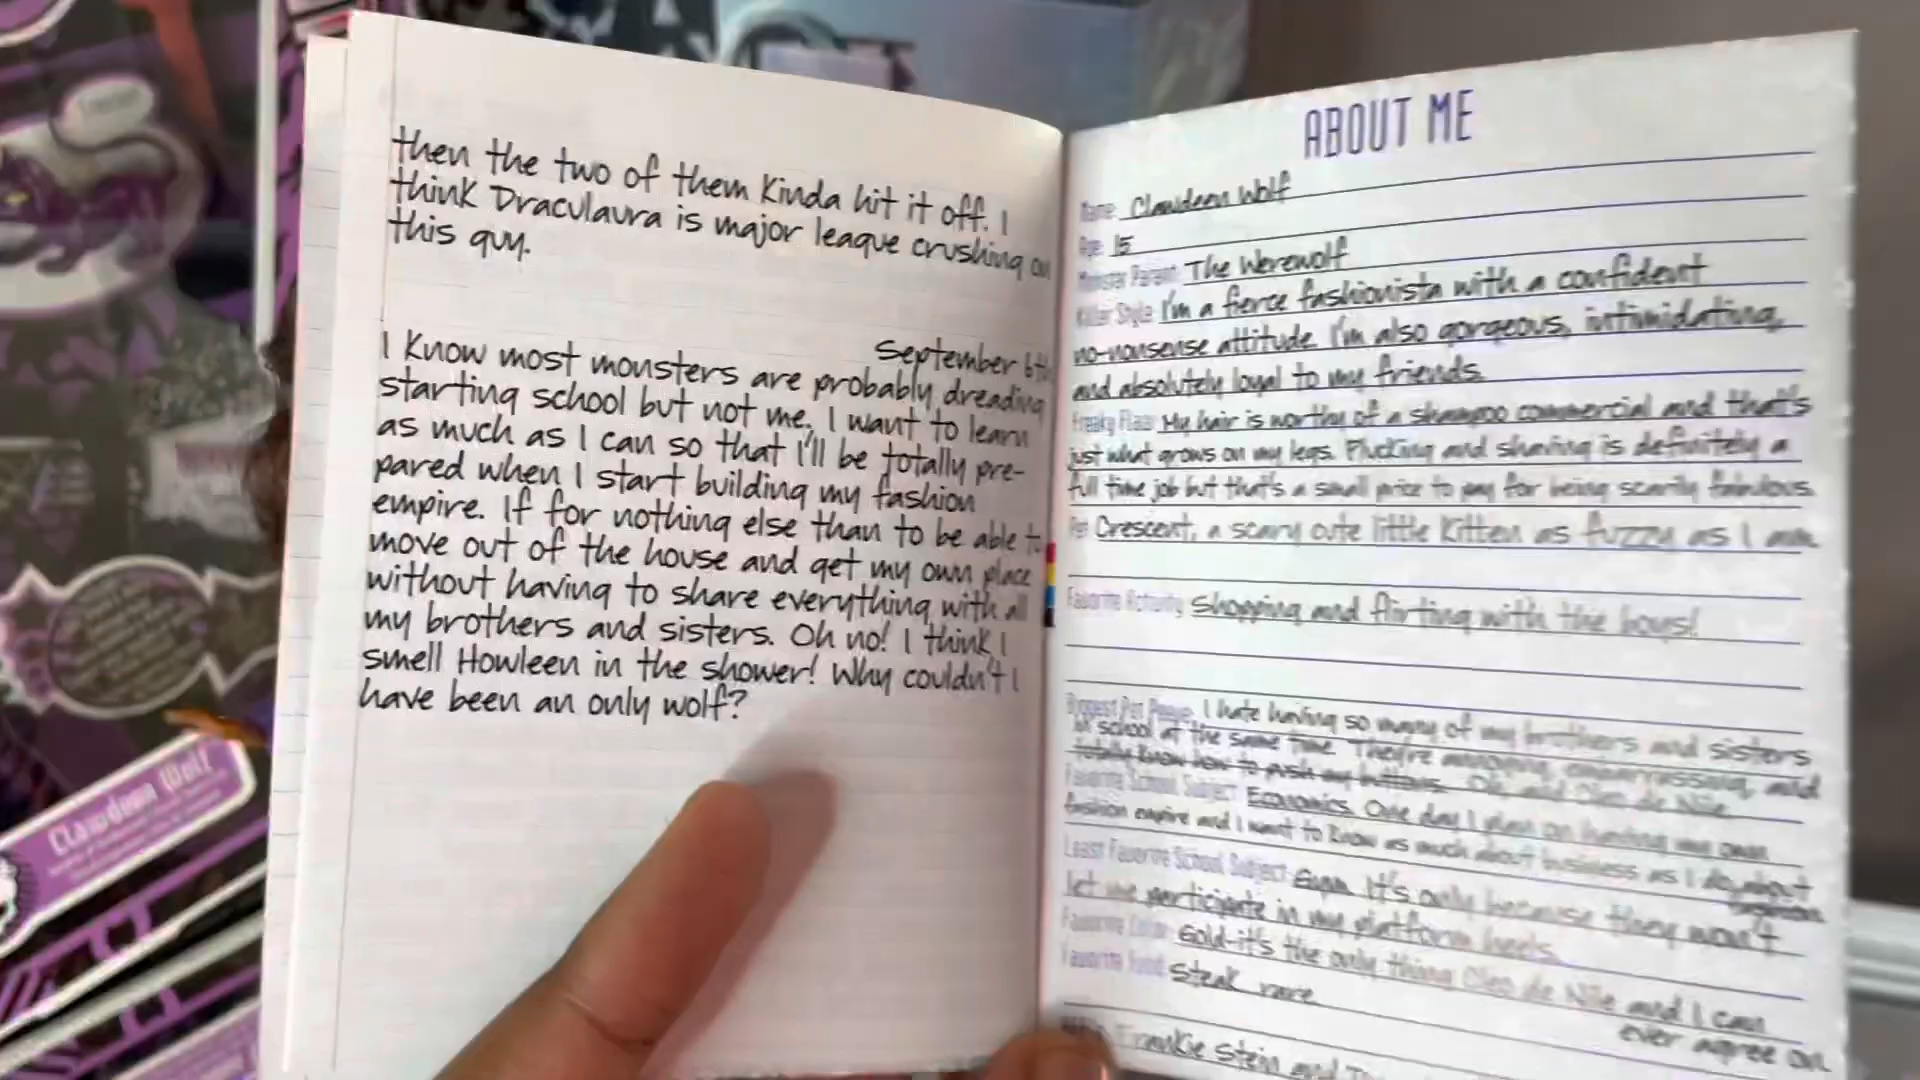 then the two of them kinda hit it off. I
think Draculaura is major league crushing on
this guy.
September 6th
I know most monsters are probably dreading
starting school but not me. I want to learn
as much as I can so that I'll be totally pre-
pared when I start building my fashion
empire. If for nothing else than to be able to
move out of the house and get my own place
without having to share everything with all
my brothers and sisters. Oh no! I think I
smell Howleen in the shower! Why couldn't I
have been an only wolf?
ABOUT ME
Name: Clawdeen Wolf
Age: 15
Monster Parent: The Werewolf
Killer Style: I'm a fierce fashionista with a confident
no-nonsense attitude. I'm also gorgeous, intimidating,
and absolutely loyal to my friends.
Freaky Flaw: My hair is worthy of a shampoo commercial and that's
just what grows on my legs. Plucking and shaving is definitely a
full time job but that's a small price to pay for being scarily fabulous.
Pet: Crescent, a scary cute little kitten as fuzzy as I am.
Favorite Activity: Shopping and flirting with the boys!
Biggest Pet Peeve: I hate having so many of my brothers and sisters
in school at the same time. They're annoying, embarrassing, and
totally know how to push my buttons. Oh, and Cleo de Nile.
Favorite School Subject: Economics. One day I plan on having my own
fashion empire and I want to know as much about business as I do about
fashion.
Least Favorite School Subject: Gym. It's only because they won't
let me participate in my platform heels.
Favorite Color: Gold-it's the only thing Cleo de Nile and I can
ever agree on.
Favorite Food: Steak rare
Frankie Stein and
Clawdeen Wolf